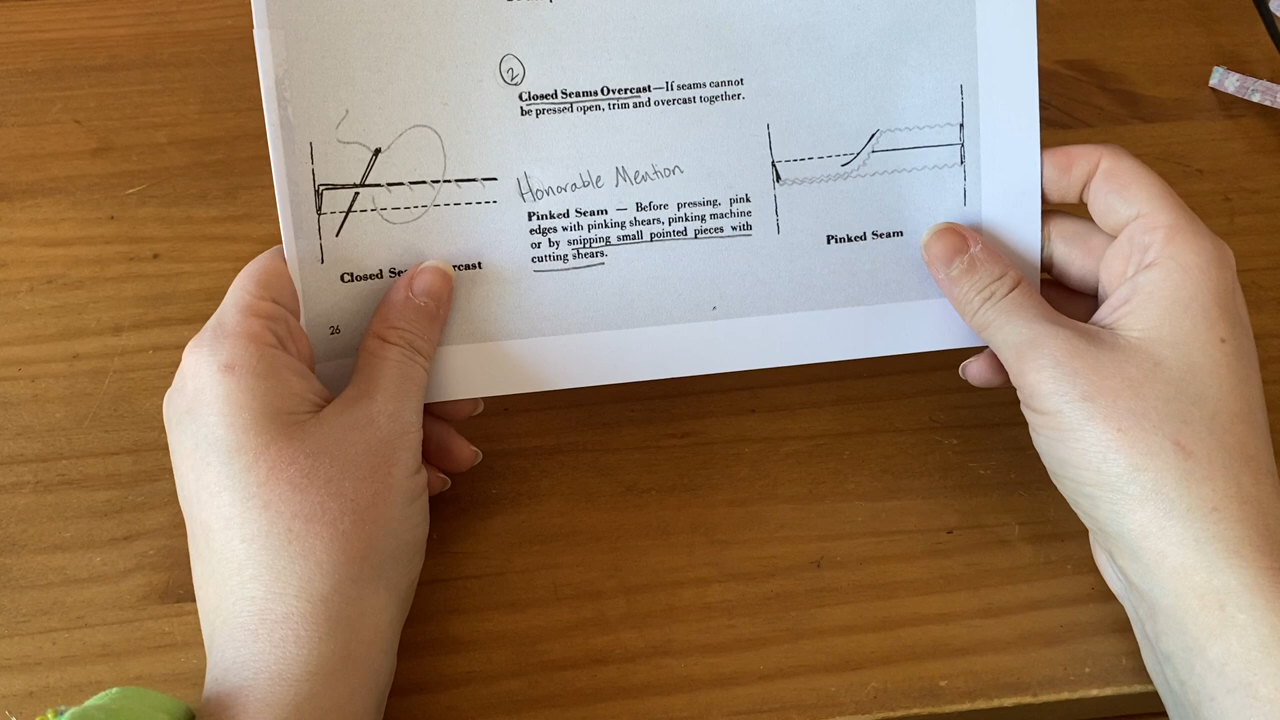 2
Closed Seams Overcast—If seams cannot
be pressed open, trim and overcast together.
Honorable Mention
Pinked Seam — Before pressing, pink
edges with pinking shears, pinking machine
or by snipping small pointed pieces with
cutting shears.
Closed
Pinked Seam
26